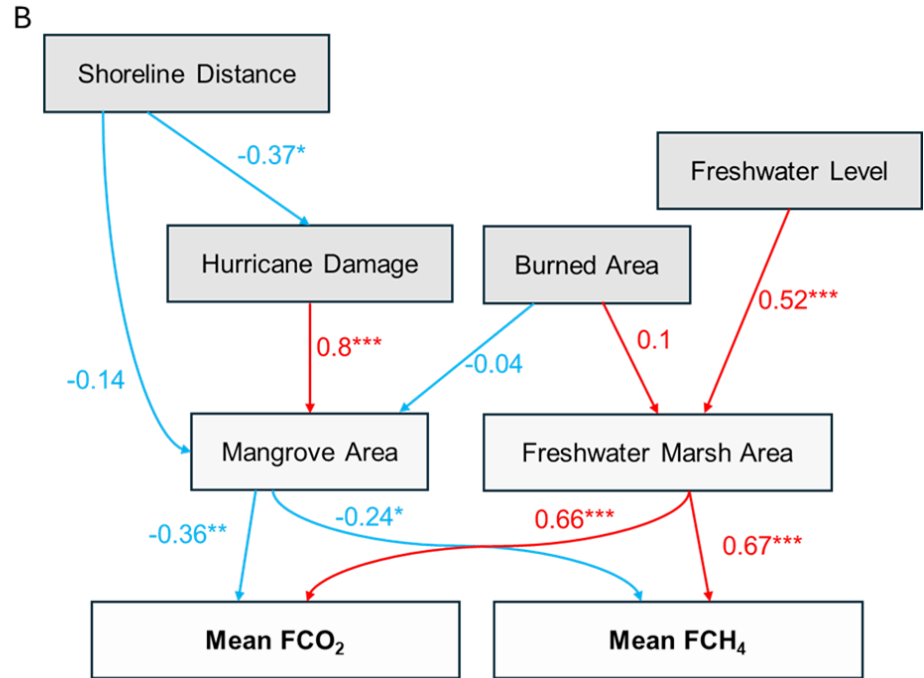 B
Shoreline Distance
-0.37*
Freshwater Level
Hurricane Damage
Burned Area
0.52***
0.8***
0.1
-0.04
-0.14
Mangrove Area
Freshwater Marsh Area
-0.36**
-0.24*
0.66***
0.67***
Mean FCO₂
Mean FCH₄